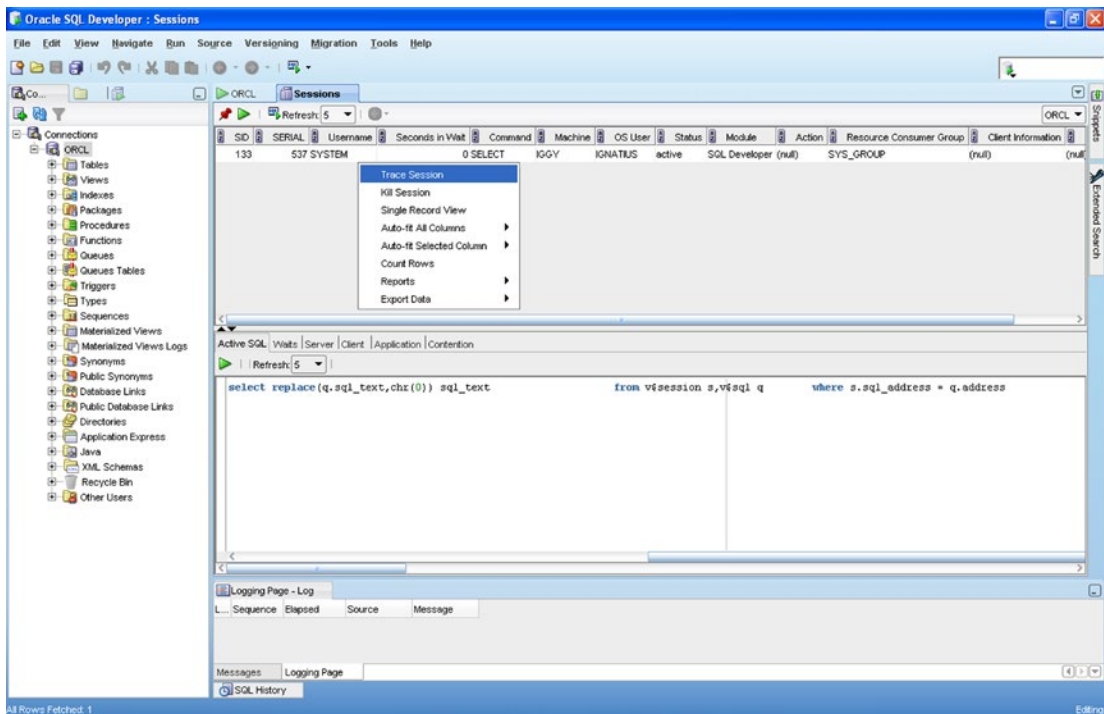 Oracle SQL Developer : Sessions
File Edit View Navigate Run Source Versioning Migration Tools Help
Co...
ORCL
Sessions
Refresh: 5
ORCL
SID SERIAL Username Seconds in Wait Command Machine OS User Status Module Action Resource Consumer Group Client Information
133 537 SYSTEM 0 SELECT IGGY IGNATIUS active SQL Developer (null) SYS_GROUP (null) (null
Trace Session
Kill Session
Single Record View
Auto-fit All Columns
Auto-fit Selected Column
Count Rows
Reports
Export Data
Connections
ORCL
Tables
Views
Indexes
Packages
Procedures
Functions
Queues
Queues Tables
Triggers
Types
Sequences
Materialized Views
Materialized Views Logs
Synonyms
Public Synonyms
Database Links
Public Database Links
Directories
Application Express
Java
XML Schemas
Recycle Bin
Other Users
Active SQL Waits Server Client Application Contention
Refresh: 5
select replace(q.sql_text,chr(0)) sql_text from v$session s,v$sql q where s.sql_address = q.address
Logging Page - Log
L... Sequence Elapsed Source Message
Messages Logging Page
SQL History
All Rows Fetched: 1
Editing
Snippets
Extended Search